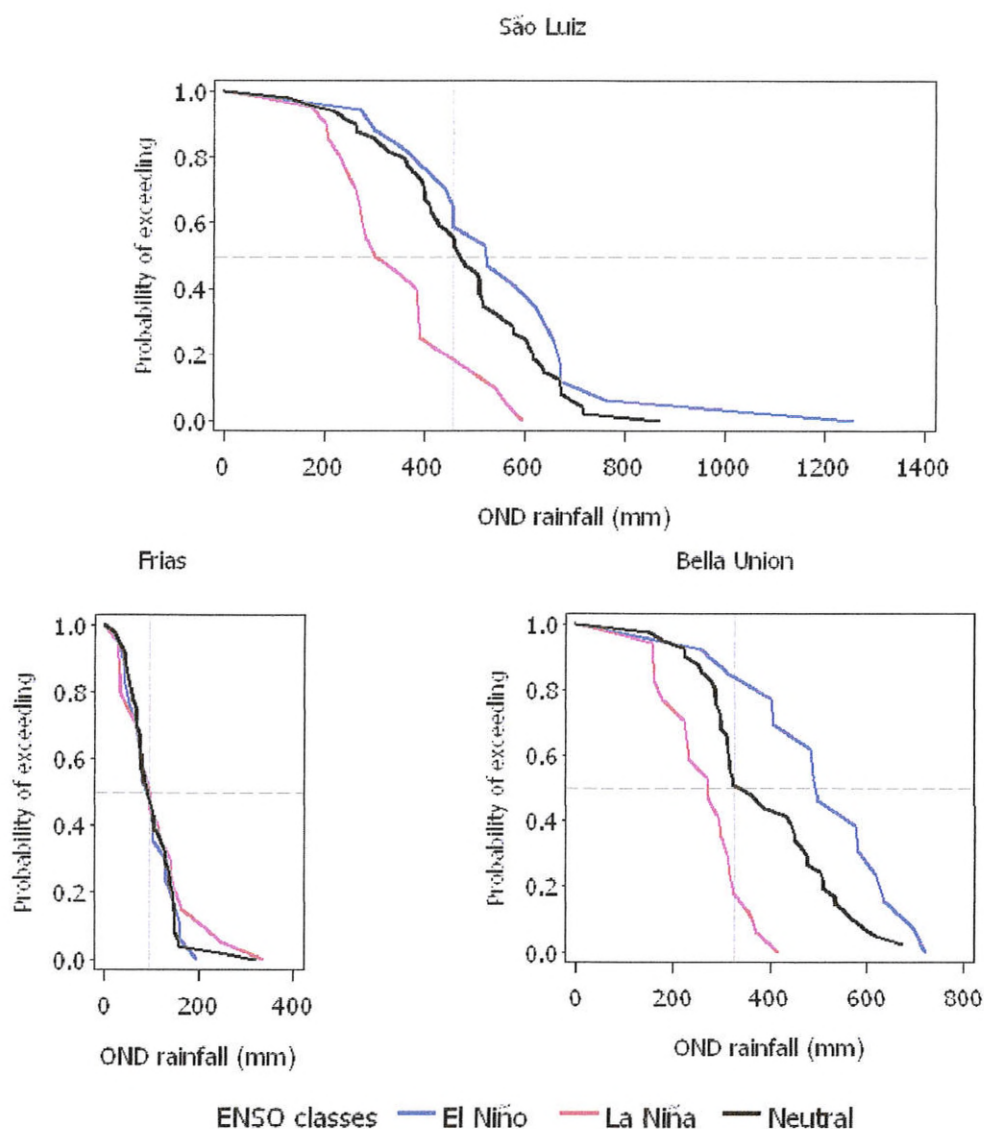 São Luiz
Probability of exceeding
1.0
0.8
0.6
0.4
0.2
0.0
0 200 400 600 800 1000 1200 1400
OND rainfall (mm)
Frias
Probability of exceeding
1.0
0.8
0.6
0.4
0.2
0.0
0 200 400
OND rainfall (mm)
Bella Union
Probability of exceeding
1.0
0.8
0.6
0.4
0.2
0.0
0 200 400 600 800
OND rainfall (mm)
ENSO classes El Niño La Niña Neutral